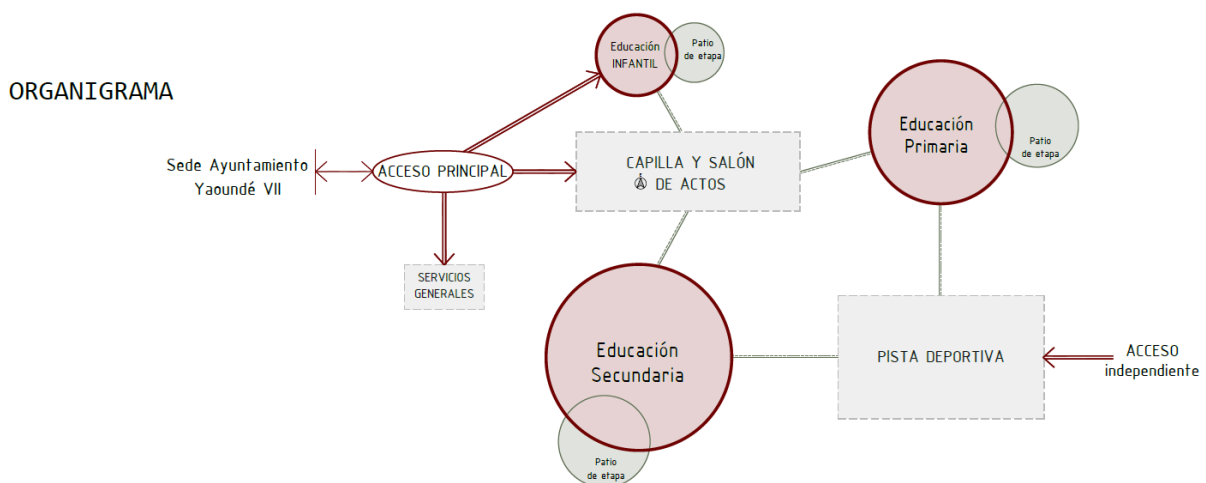 ORGANIGRAMA
Sede Ayuntamiento
Yaoundé VII
ACCESO PRINCIPAL
SERVICIOS
GENERALES
Educación
INFANTIL
Patio
de etapa
CAPILLA Y SALÓN
DE ACTOS
Educación
Primaria
Patio
de etapa
Educación
Secundaria
Patio
de etapa
PISTA DEPORTIVA
ACCESO
independiente